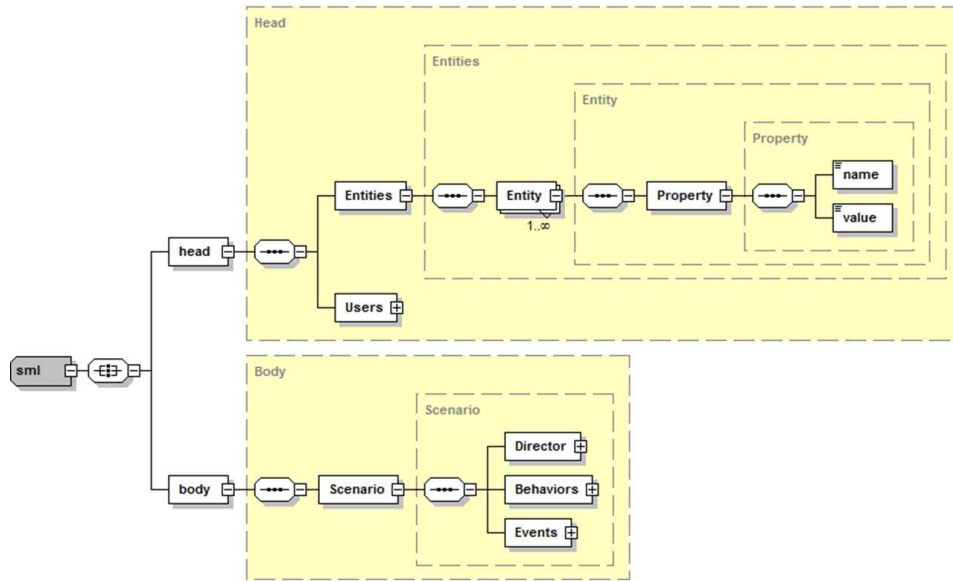 Head
Entities
Entity
Property
name
Entities
Entity
Property
value
1..∞
head
Users
sml
Body
Scenario
Director
body
Scenario
Behaviors
Events